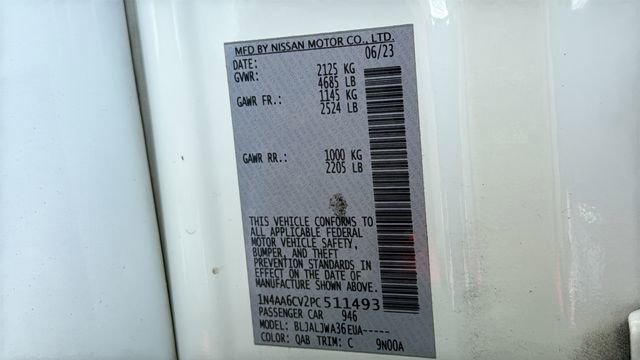 MFD BY NISSAN MOTOR CO., LTD.
DATE: 06/23
GVWR: 2125 KG
4685 LB
GAWR FR.: 1145 KG
2524 LB
GAWR RR.: 1000 KG
2205 LB
THIS VEHICLE CONFORMS TO
ALL APPLICABLE FEDERAL
MOTOR VEHICLE SAFETY,
BUMPER, AND THEFT
PREVENTION STANDARDS IN
EFFECT ON THE DATE OF
MANUFACTURE SHOWN ABOVE.
1N4AA6CV2PC511493
PASSENGER CAR 946
MODEL: BLJALJWA36EUA-----
COLOR: QAB TRIM: C 9N00A